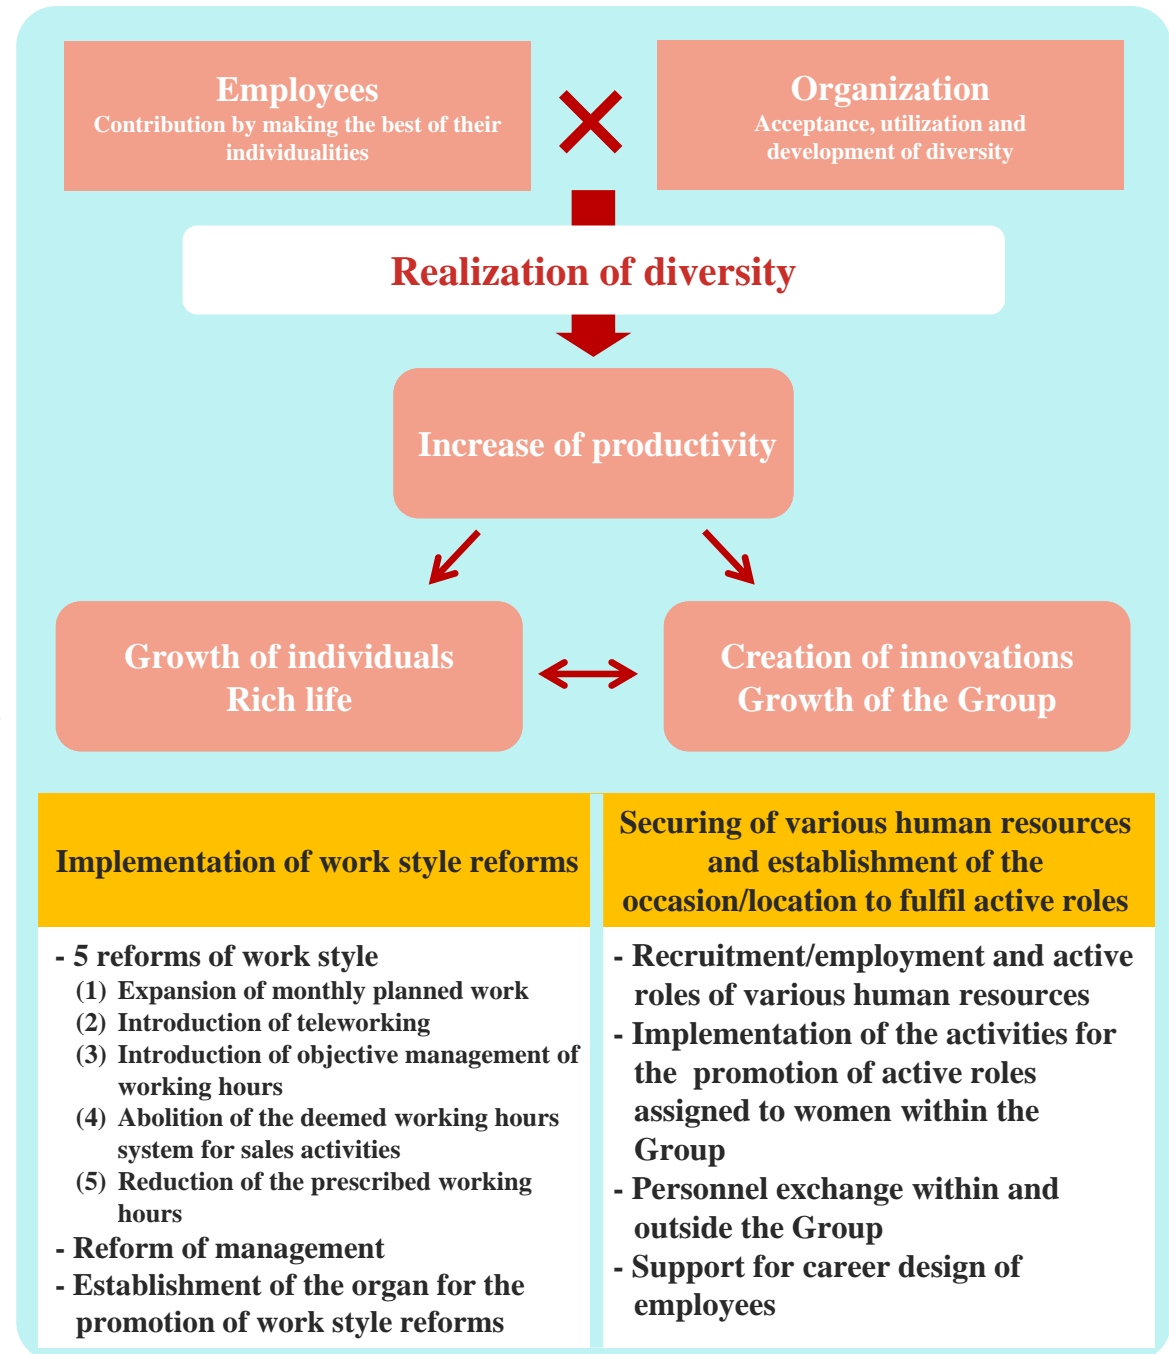 Employees
Contribution by making the best of their
individualities
Organization
Acceptance, utilization and
development of diversity
Realization of diversity
Increase of productivity
Growth of individuals
Rich life
Creation of innovations
Growth of the Group
Implementation of work style reforms
- 5 reforms of work style
(1) Expansion of monthly planned work
(2) Introduction of teleworking
(3) Introduction of objective management of
working hours
(4) Abolition of the deemed working hours
system for sales activities
(5) Reduction of the prescribed working
hours
- Reform of management
- Establishment of the organ for the
promotion of work style reforms
Securing of various human resources
and establishment of the
occasion/location to fulfil active roles
- Recruitment/employment and active
roles of various human resources
- Implementation of the activities for
the promotion of active roles
assigned to women within the
Group
- Personnel exchange within and
outside the Group
- Support for career design of
employees